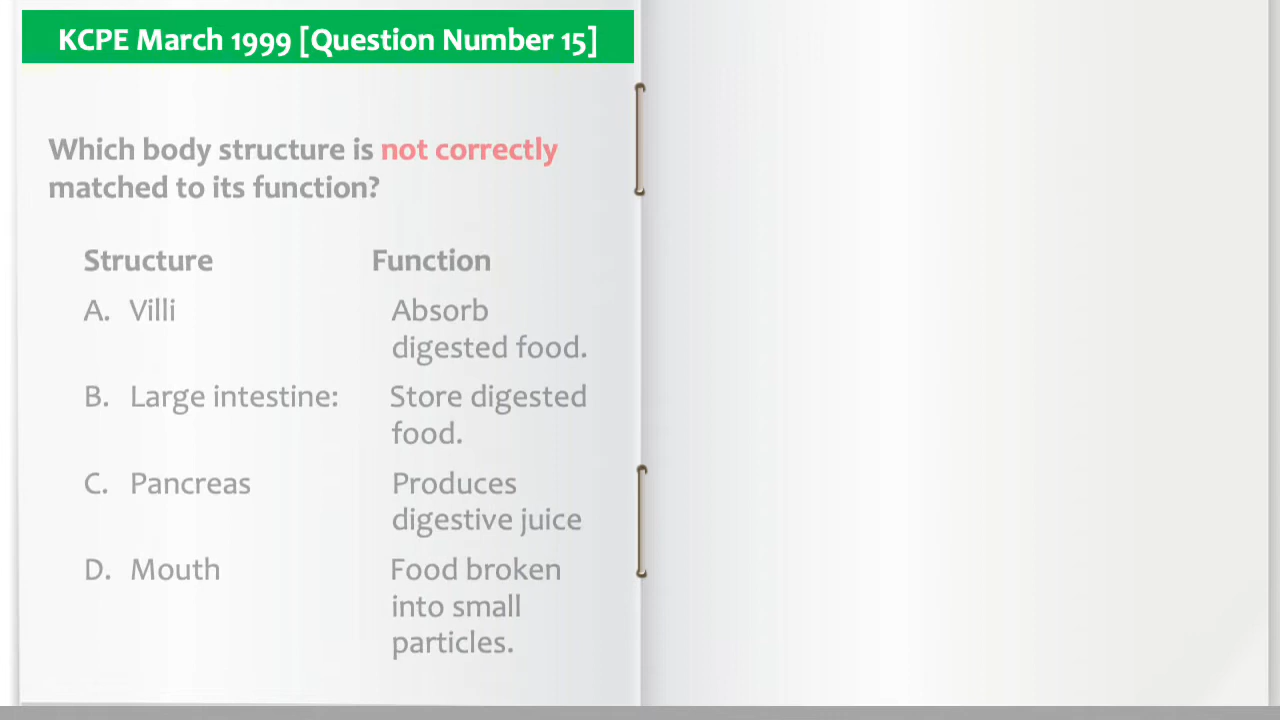 KCPE March 1999 [Question Number 15]
Which body structure is not correctly
matched to its function?
Structure Function
A. Villi Absorb
digested food.
B. Large intestine: Store digested
food.
C. Pancreas Produces
digestive juice
D. Mouth Food broken
into small
particles.